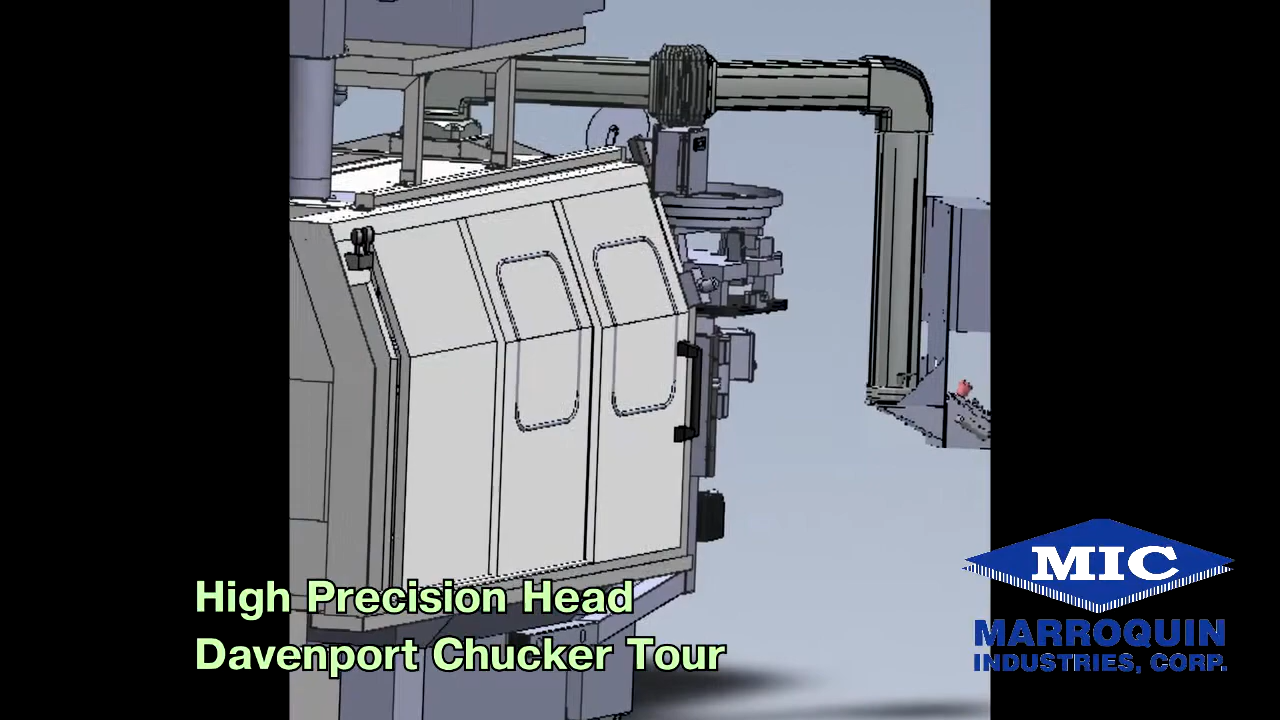 High Precision Head
Davenport Chucker Tour
MIC
MARROQUIN
INDUSTRIES, CORP.